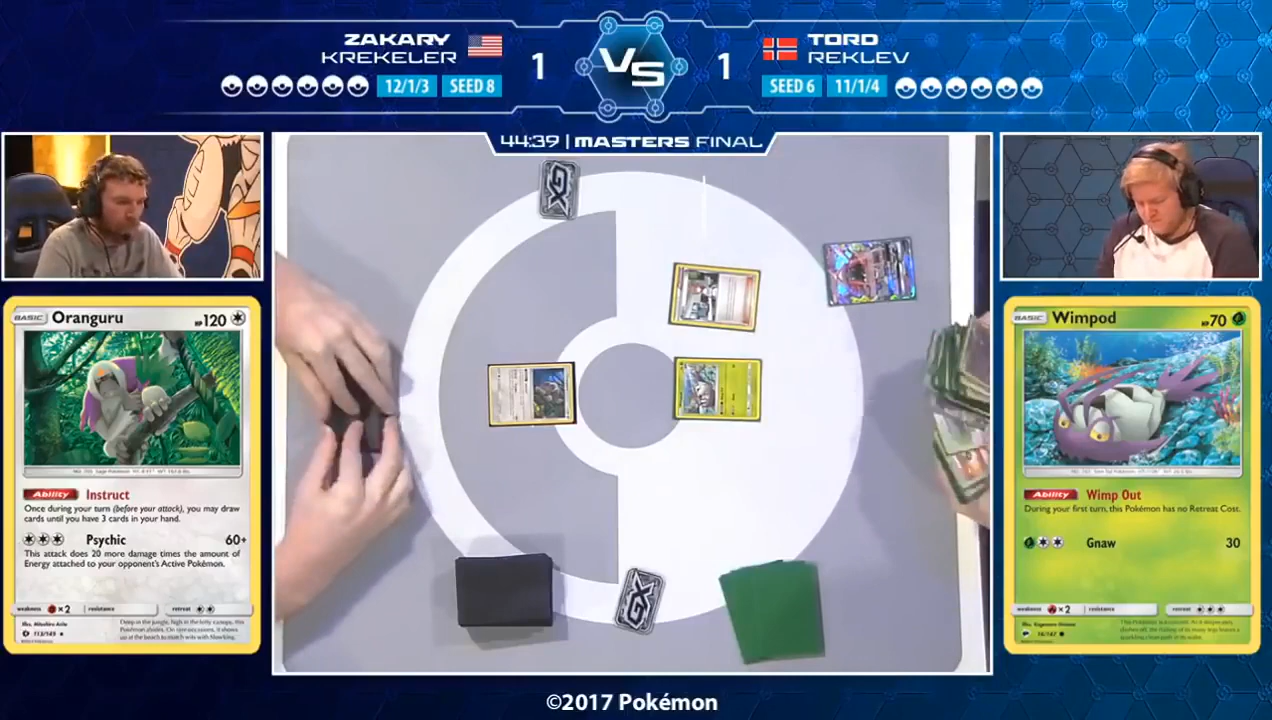 ZAKARY
KREKELER
1
VS
1
TORD
REKLEV
12/1/3
SEED 8
SEED 6
11/1/4
44:39 | MASTERS FINAL
GX
GX
BASIC
Oranguru
HP120
Ability
Instruct
Once during your turn (before your attack), you may draw
cards until you have 3 cards in your hand.
Psychic
60+
This attack does 20 more damage times the amount of
Energy attached to your opponent's Active Pokémon.
weakness
×2
resistance
retreat
113/149
BASIC
Wimpod
HP70
Ability
Wimp Out
During your first turn, this Pokémon has no Retreat Cost.
Gnaw
30
weakness
×2
resistance
retreat
16/147
©2017 Pokémon